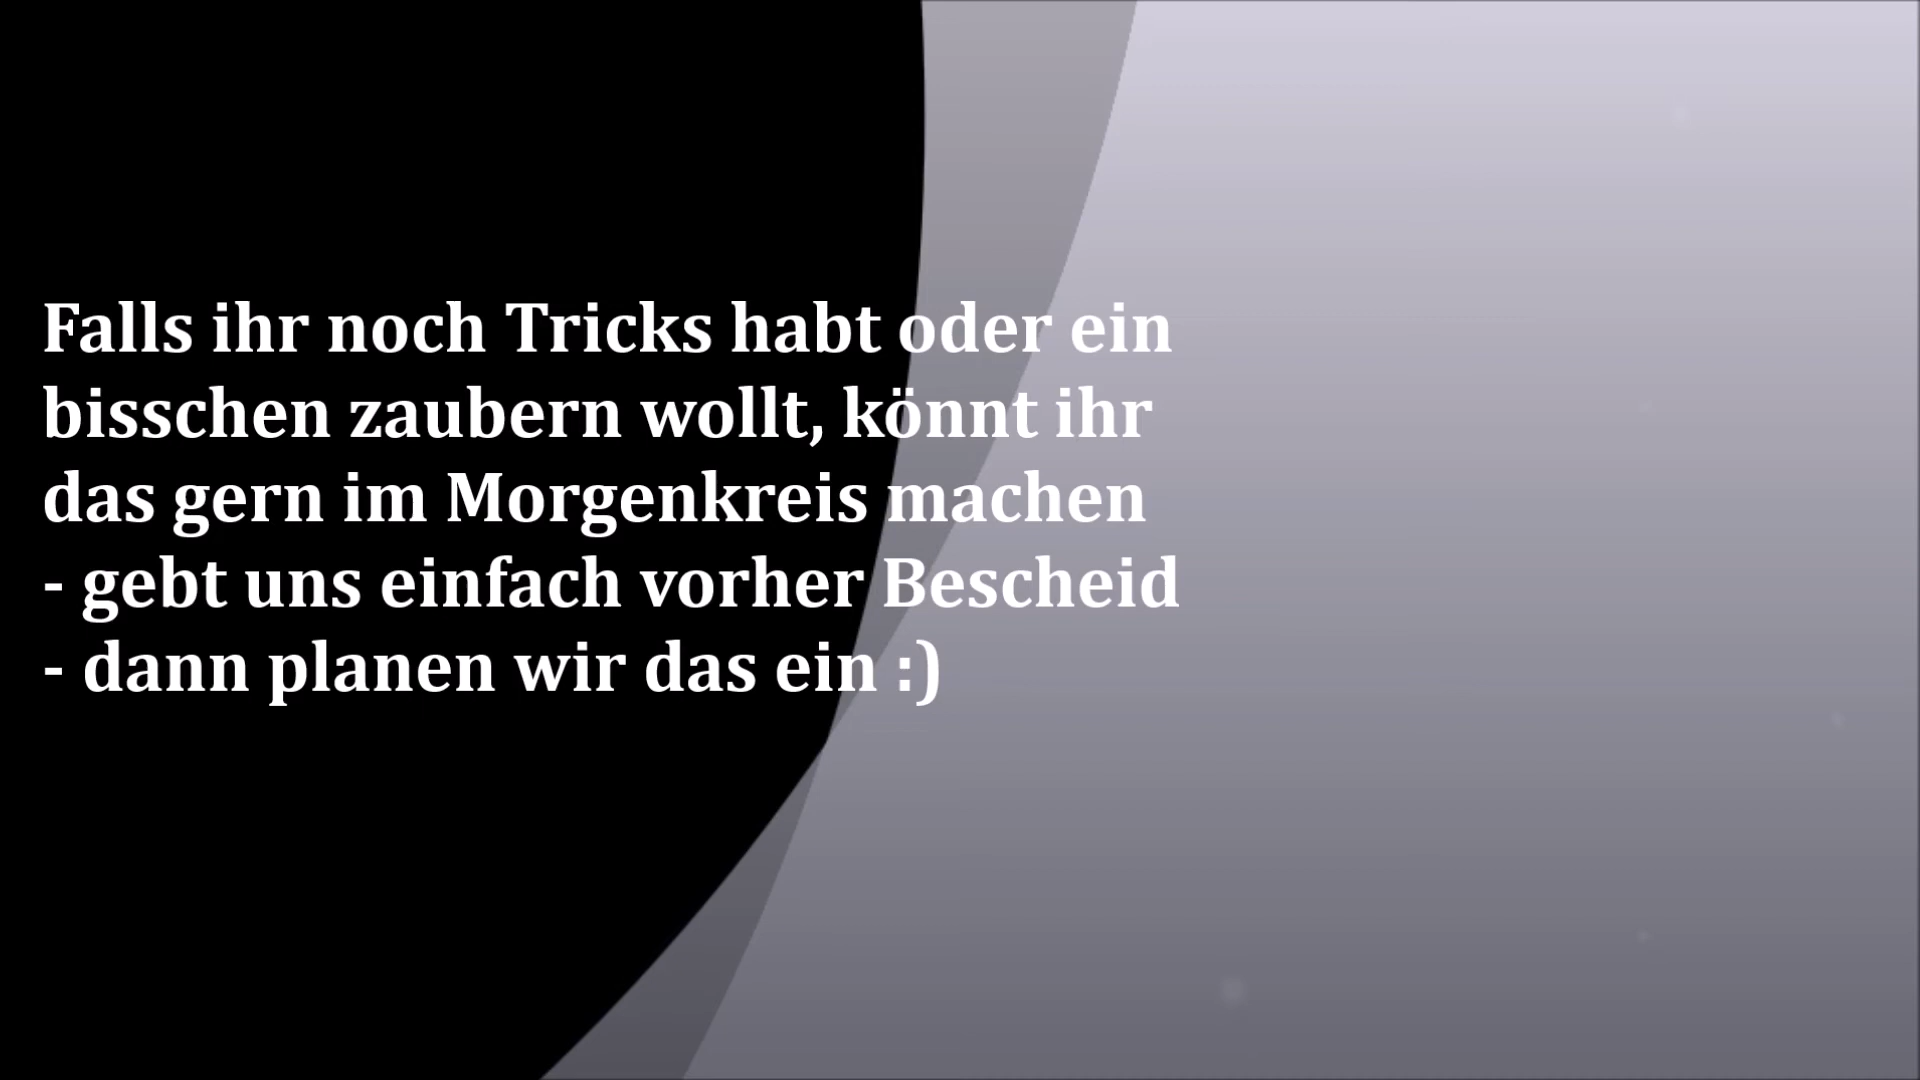 Falls ihr noch Tricks habt oder ein
bisschen zaubern wollt, könnt ihr
das gern im Morgenkreis machen
- gebt uns einfach vorher Bescheid
- dann planen wir das ein :)